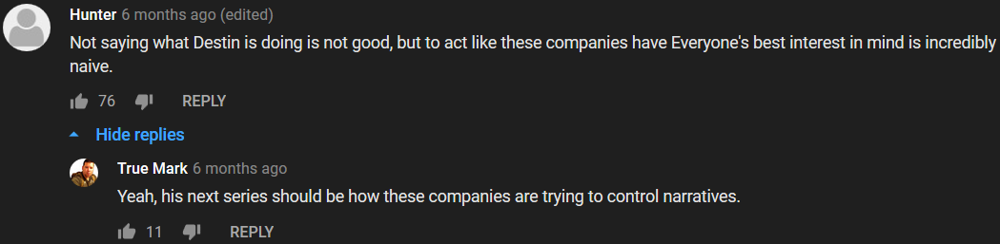 Hunter 6 months ago (edited)
Not saying what Destin is doing is not good, but to act like these companies have Everyone's best interest in mind is incredibly
naive.
76 REPLY
Hide replies
True Mark 6 months ago
Yeah, his next series should be how these companies are trying to control narratives.
11 REPLY